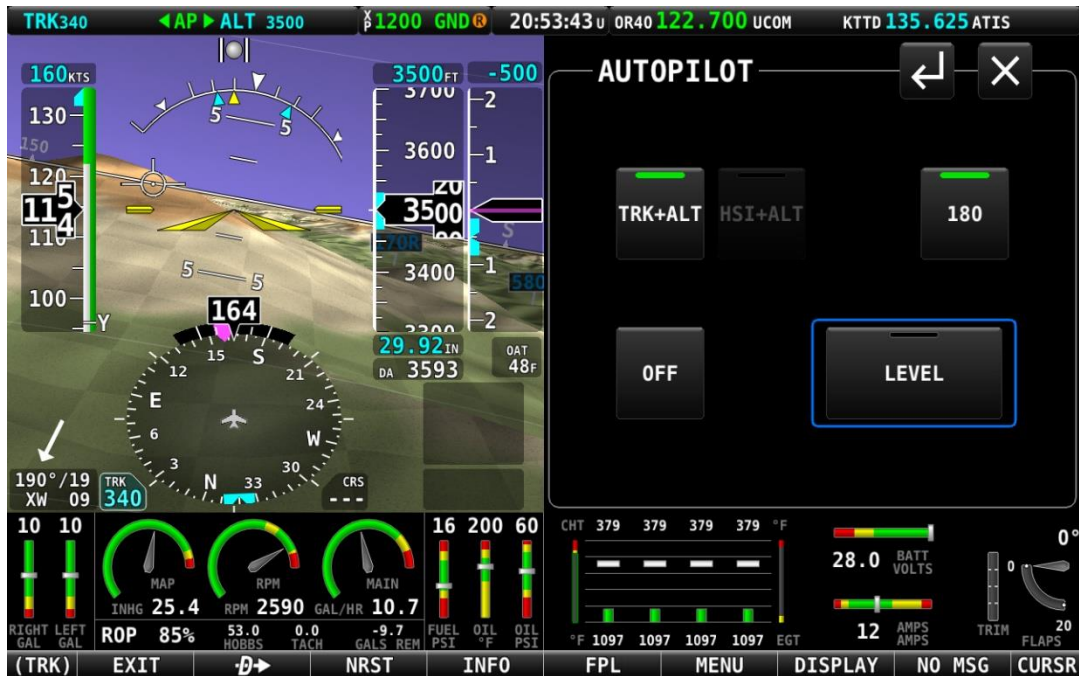 TRK340 AP ALT 3500 XP 1200 GND R 20:53:43 U OR40 122.700 UCOM KTTD 135.625 ATIS
160KTS 3500FT -500 AUTOPILOT
130 5 5 3700 2
150 3600 1
120 20
115 4 3500 TRK+ALT HSI+ALT 180
110 170R S
5 5 3400 1 580
100 164 2
Y 3300
29.92IN OAT
DA 3593 48F
OFF LEVEL
12 15 S 21
E 24
6 W
3 N 33 30
190°/19 TRK CRS
XW 09 340 ---
10 10 16 200 60 CHT 379 379 379 379 °F 0°
28.0 BATT VOLTS 0
MAP RPM MAIN
INHG 25.4 RPM 2590 GAL/HR 10.7
RIGHT GAL LEFT GAL ROP 85% 53.0 HOBBS 0.0 TACH -9.7 GALS REM FUEL PSI OIL °F OIL PSI °F 1097 1097 1097 1097 EGT 12 AMPS AMPS TRIM 20 FLAPS
(TRK) EXIT D NRST INFO FPL MENU DISPLAY NO MSG CURSR